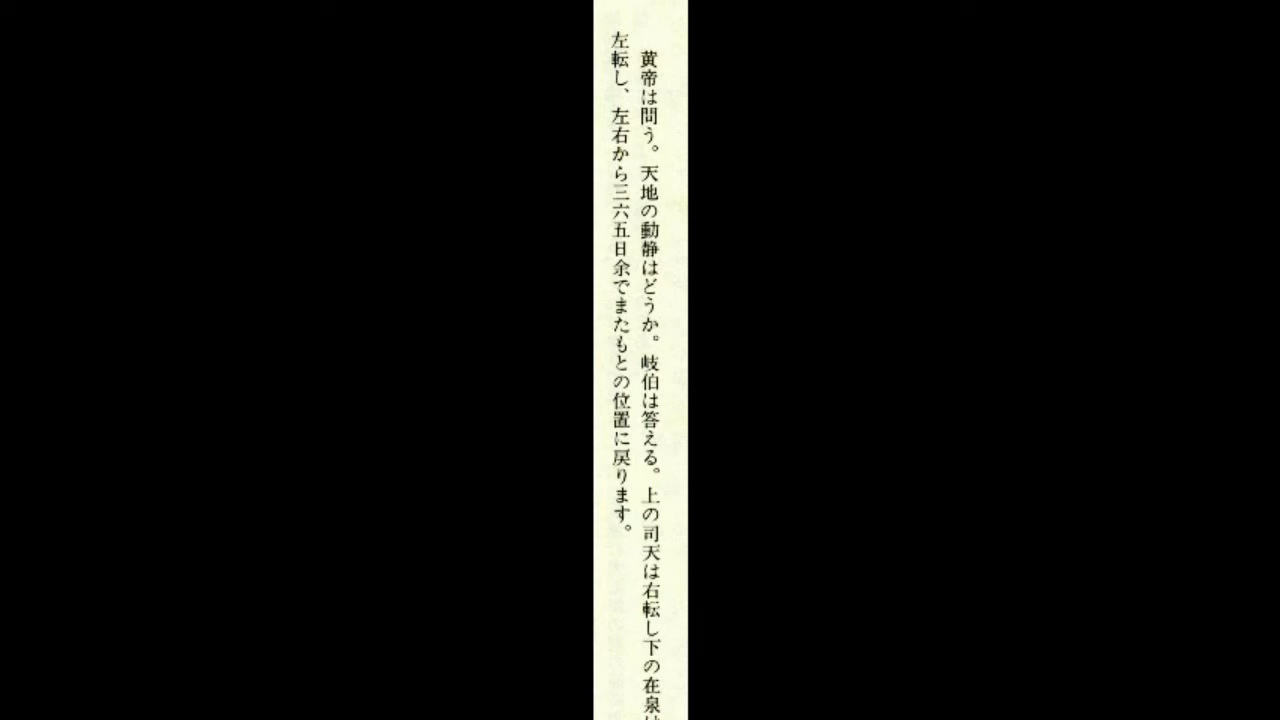 黄帝は問う。天地の動静はどうか。岐伯は答える。上の司天は右転し下の在泉
左転し、左右から三六五日余でまたもとの位置に戻ります。